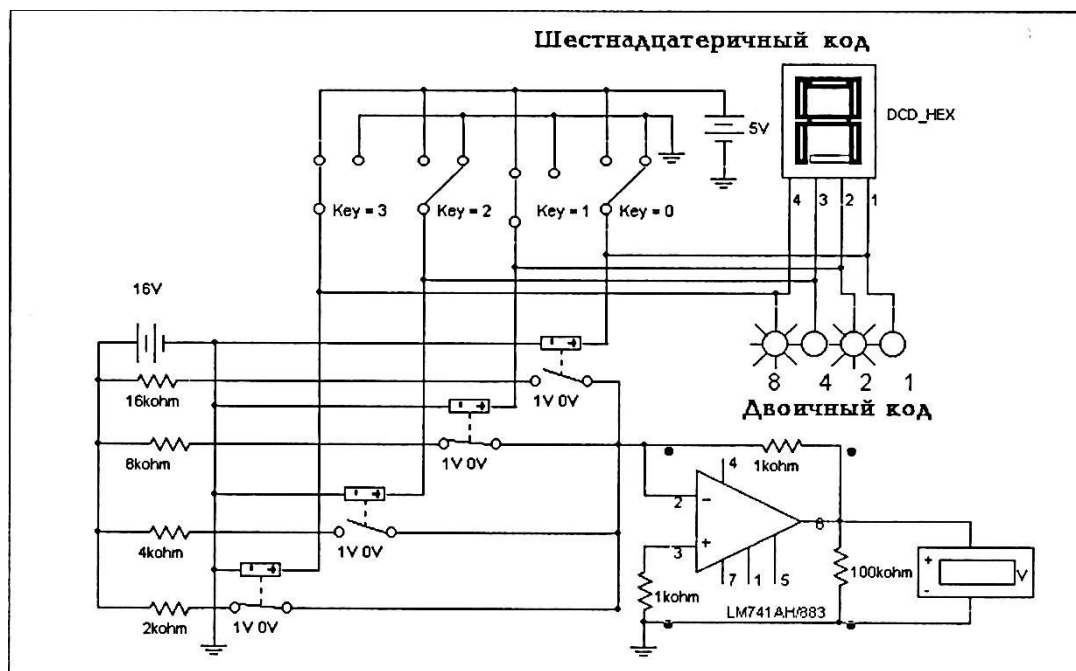 Шестнадцатеричный код
DCD_HEX
5V
4 3 2 1
Key = 3 Key = 2 Key = 1 Key = 0
16V
8 4 2 1
Двоичный код
16kohm
1V 0V
8kohm
1V 0V
1kohm
4
2
6
3
4kohm
1V 0V
7 1 5
100kohm
V
1kohm
LM741AH/883
2kohm
1V 0V